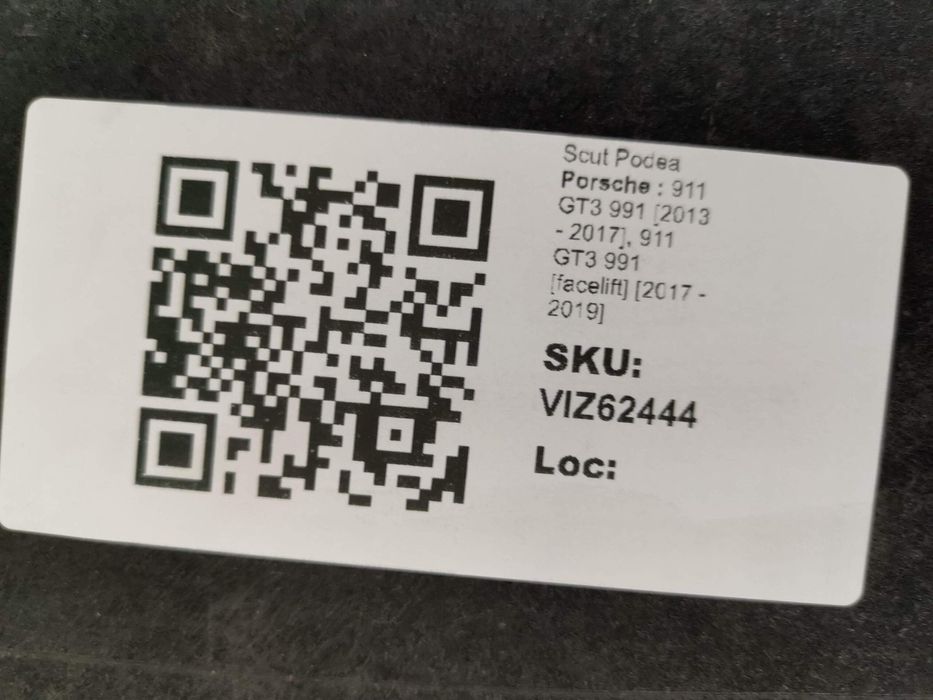 Scut Podea
Porsche : 911
GT3 991 [2013
- 2017], 911
GT3 991
[facelift] [2017 -
2019]
SKU:
VIZ62444
Loc: